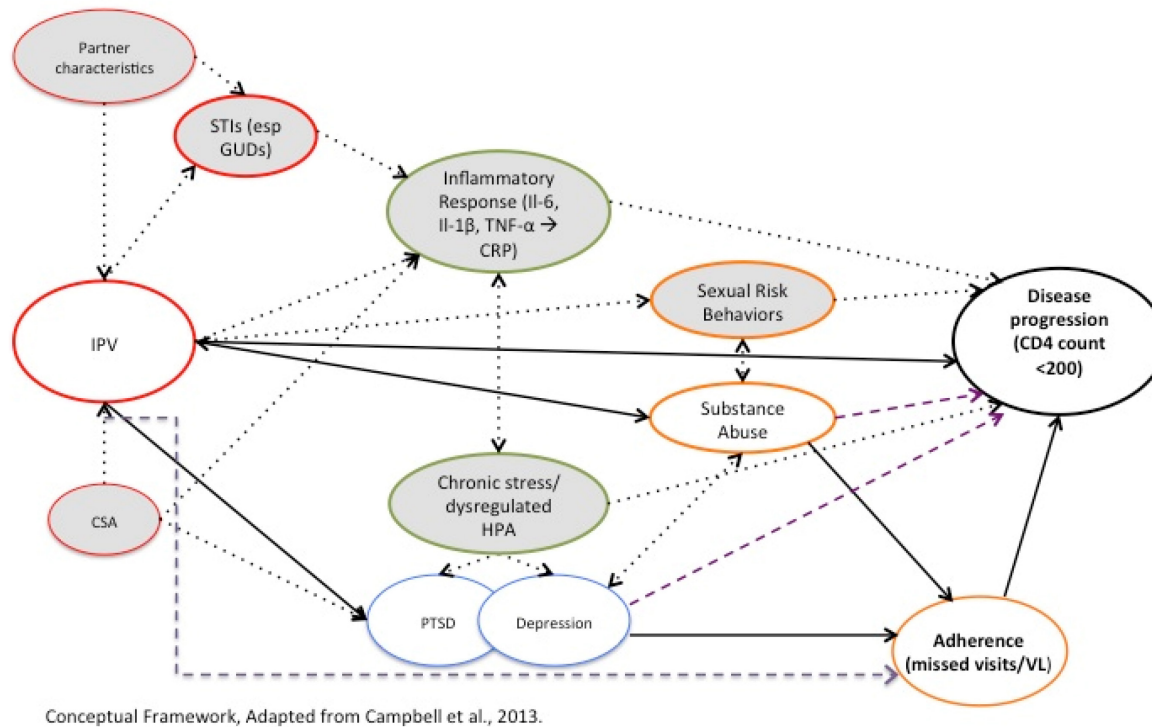 Partner
characteristics
STIs (esp
GUDs)
Inflammatory
Response (Il-6,
Il-1β, TNF-α →
CRP)
Sexual Risk
Behaviors
Disease
progression
(CD4 count
<200)
IPV
Substance
Abuse
Chronic stress/
dysregulated
HPA
CSA
PTSD
Depression
Adherence
(missed visits/VL)
Conceptual Framework, Adapted from Campbell et al., 2013.